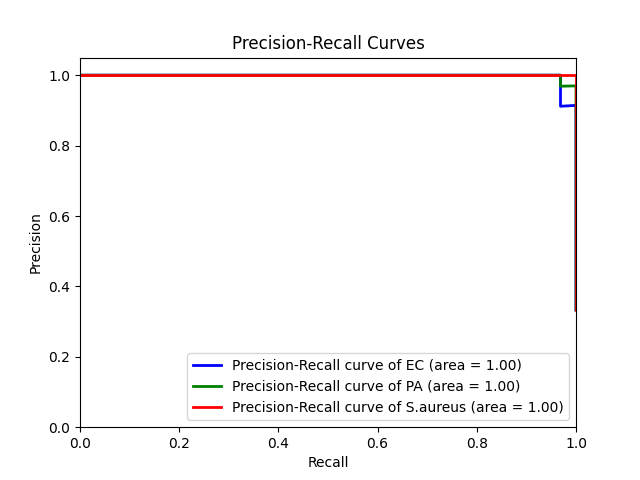 Precision-Recall Curves
1.0
0.8
0.6
0.4
0.2
0.0
Precision
Precision-Recall curve of EC (area = 1.00)
Precision-Recall curve of PA (area = 1.00)
Precision-Recall curve of S.aureus (area = 1.00)
0.0 0.2 0.4 0.6 0.8 1.0
Recall